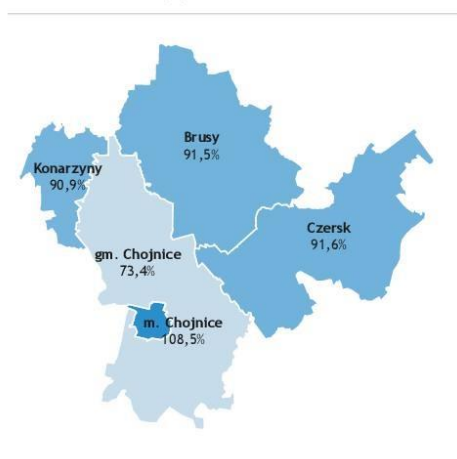 Brusy
91,5%
Konarzyny
90,9%
Czersk
91,6%
gm. Chojnice
73,4%
m. Chojnice
108,5%